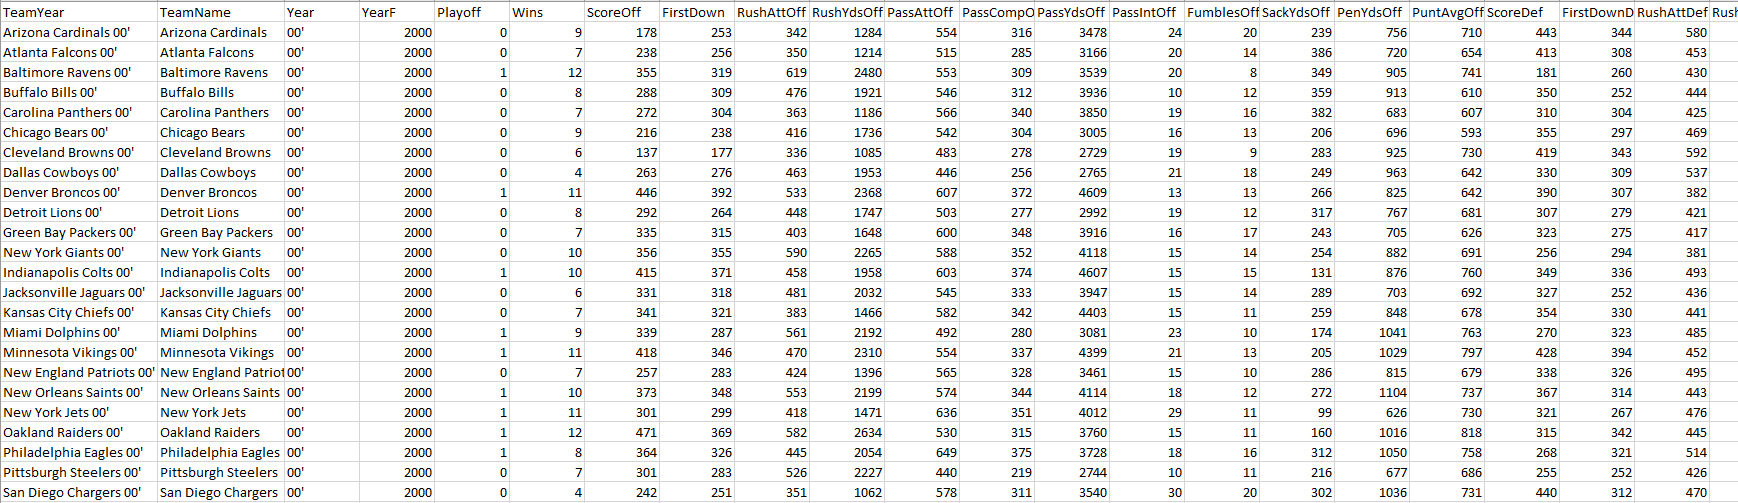 TeamYear TeamName Year YearF Playoff Wins ScoreOff FirstDown RushAttOff RushYdsOff PassAttOff PassCompO PassYdsOff PassIntOff FumblesOff SackYdsOff PenYdsOff PuntAvgOff ScoreDef FirstDownD RushAttDef Rush
Arizona Cardinals 00' Arizona Cardinals 00' 2000 0 9 178 253 342 1284 554 316 3478 24 20 239 756 710 443 344 580
Atlanta Falcons 00' Atlanta Falcons 00' 2000 0 7 238 256 350 1214 515 285 3166 20 14 386 720 654 413 308 453
Baltimore Ravens 00' Baltimore Ravens 00' 2000 1 12 355 319 619 2480 553 309 3539 20 8 349 905 741 181 260 430
Buffalo Bills 00' Buffalo Bills 00' 2000 0 8 288 309 476 1921 546 312 3936 10 12 359 913 610 350 252 444
Carolina Panthers 00' Carolina Panthers 00' 2000 0 7 272 304 363 1186 566 340 3850 19 16 382 683 607 310 304 425
Chicago Bears 00' Chicago Bears 00' 2000 0 9 216 238 416 1736 542 304 3005 16 13 206 696 593 355 297 469
Cleveland Browns 00' Cleveland Browns 00' 2000 0 6 137 177 336 1085 483 278 2729 19 9 283 925 730 419 343 592
Dallas Cowboys 00' Dallas Cowboys 00' 2000 0 4 263 276 463 1953 446 256 2765 21 18 249 963 642 330 309 537
Denver Broncos 00' Denver Broncos 00' 2000 1 11 446 392 533 2368 607 372 4609 13 13 266 825 642 390 307 382
Detroit Lions 00' Detroit Lions 00' 2000 0 8 292 264 448 1747 503 277 2992 19 12 317 767 681 307 279 421
Green Bay Packers 00' Green Bay Packers 00' 2000 0 7 335 315 403 1648 600 348 3916 16 17 243 705 626 323 275 417
New York Giants 00' New York Giants 00' 2000 0 10 356 355 590 2265 588 352 4118 15 14 254 882 691 256 294 381
Indianapolis Colts 00' Indianapolis Colts 00' 2000 1 10 415 371 458 1958 603 374 4607 15 15 131 876 760 349 336 493
Jacksonville Jaguars 00' Jacksonville Jaguars 00' 2000 0 6 331 318 481 2032 545 333 3947 15 14 289 703 692 327 252 436
Kansas City Chiefs 00' Kansas City Chiefs 00' 2000 0 7 341 321 383 1466 582 342 4403 15 11 259 848 678 354 330 441
Miami Dolphins 00' Miami Dolphins 00' 2000 1 9 339 287 561 2192 492 280 3081 23 10 174 1041 763 270 323 485
Minnesota Vikings 00' Minnesota Vikings 00' 2000 1 11 418 346 470 2310 554 337 4399 21 13 205 1029 797 428 394 452
New England Patriots 00' New England Patriot 00' 2000 0 7 257 283 424 1396 565 328 3461 15 10 286 815 679 338 326 495
New Orleans Saints 00' New Orleans Saints 00' 2000 1 10 373 348 553 2199 574 344 4114 18 12 272 1104 737 367 314 443
New York Jets 00' New York Jets 00' 2000 1 11 301 299 418 1471 636 351 4012 29 11 99 626 730 321 267 476
Oakland Raiders 00' Oakland Raiders 00' 2000 1 12 471 369 582 2634 530 315 3760 15 11 160 1016 818 315 342 445
Philadelphia Eagles 00' Philadelphia Eagles 00' 2000 1 8 364 326 445 2054 649 375 3728 18 16 312 1050 758 268 321 514
Pittsburgh Steelers 00' Pittsburgh Steelers 00' 2000 0 7 301 283 526 2227 440 219 2744 10 11 216 677 686 255 252 426
San Diego Chargers 00' San Diego Chargers 00' 2000 0 4 242 251 351 1062 578 311 3540 30 20 302 1036 731 440 312 470